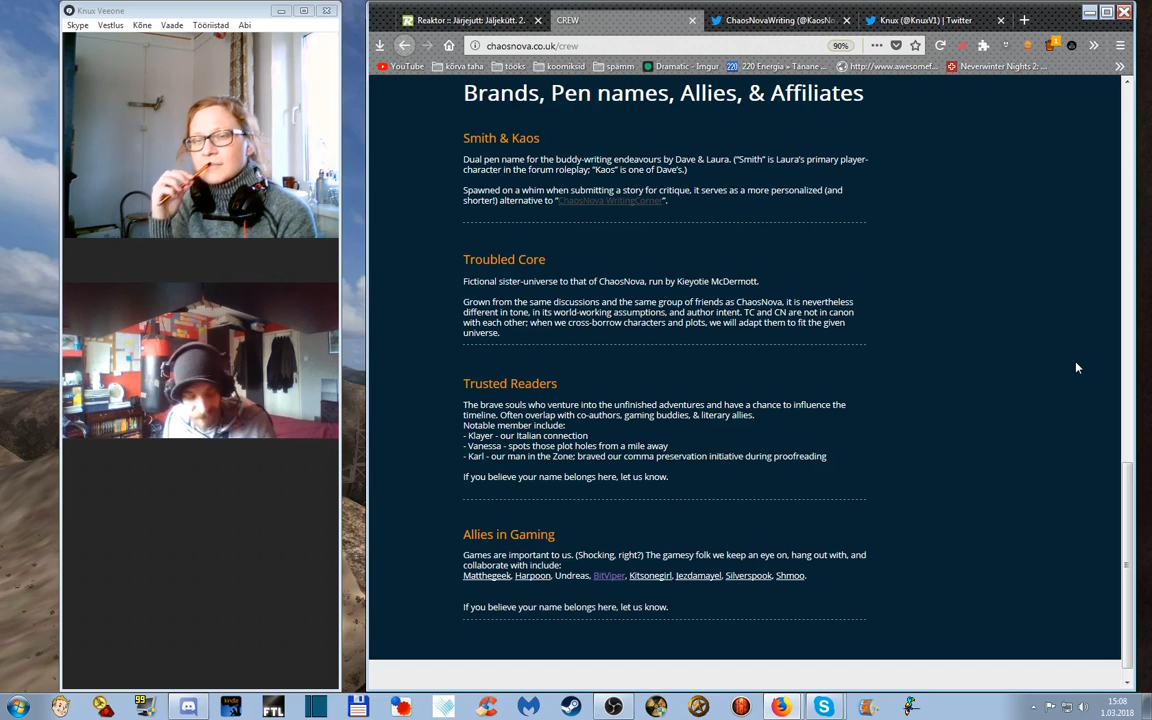 Knux Veeone
Skype Vestlus Kõne Vaade Tööriistad Abi
Reaktor :: Järjejutt: Jäljekütt. 2.
CREW
ChaosNovaWriting (@KaosNo
Knux (@KnuxV1) | Twitter
chaosnova.co.uk/crew
90%
YouTube
kõrva taha
tööks
koomiksid
spämm
Dramatic - Imgur
220 Energia » Tänane ...
http://www.awesomef...
Neverwinter Nights 2: ...
Brands, Pen names, Allies, & Affiliates
Smith & Kaos
Dual pen name for the buddy-writing endeavours by Dave & Laura. ("Smith" is Laura's primary player-
character in the forum roleplay; "Kaos" is one of Dave's.)
Spawned on a whim when submitting a story for critique, it serves as a more personalized (and
shorter!) alternative to "ChaosNova WritingCorner".
Troubled Core
Fictional sister-universe to that of ChaosNova, run by Kieyotie McDermott.
Grown from the same discussions and the same group of friends as ChaosNova, it is nevertheless
different in tone, in its world-working assumptions, and author intent. TC and CN are not in canon
with each other; when we cross-borrow characters and plots, we will adapt them to fit the given
universe.
Trusted Readers
The brave souls who venture into the unfinished adventures and have a chance to influence the
timeline. Often overlap with co-authors, gaming buddies, & literary allies.
Notable member include:
- Klayer - our Italian connection
- Vanessa - spots those plot holes from a mile away
- Karl - our man in the Zone; braved our comma preservation initiative during proofreading
If you believe your name belongs here, let us know.
Allies in Gaming
Games are important to us. (Shocking, right?) The gamesy folk we keep an eye on, hang out with, and
collaborate with include:
Matthegeek, Harpoon, Undreas, BitViper, Kitsonegirl, Jezdamayel, Silverspook, Shmoo.
If you believe your name belongs here, let us know.
kindle
FTL
15:08
1.03.2018